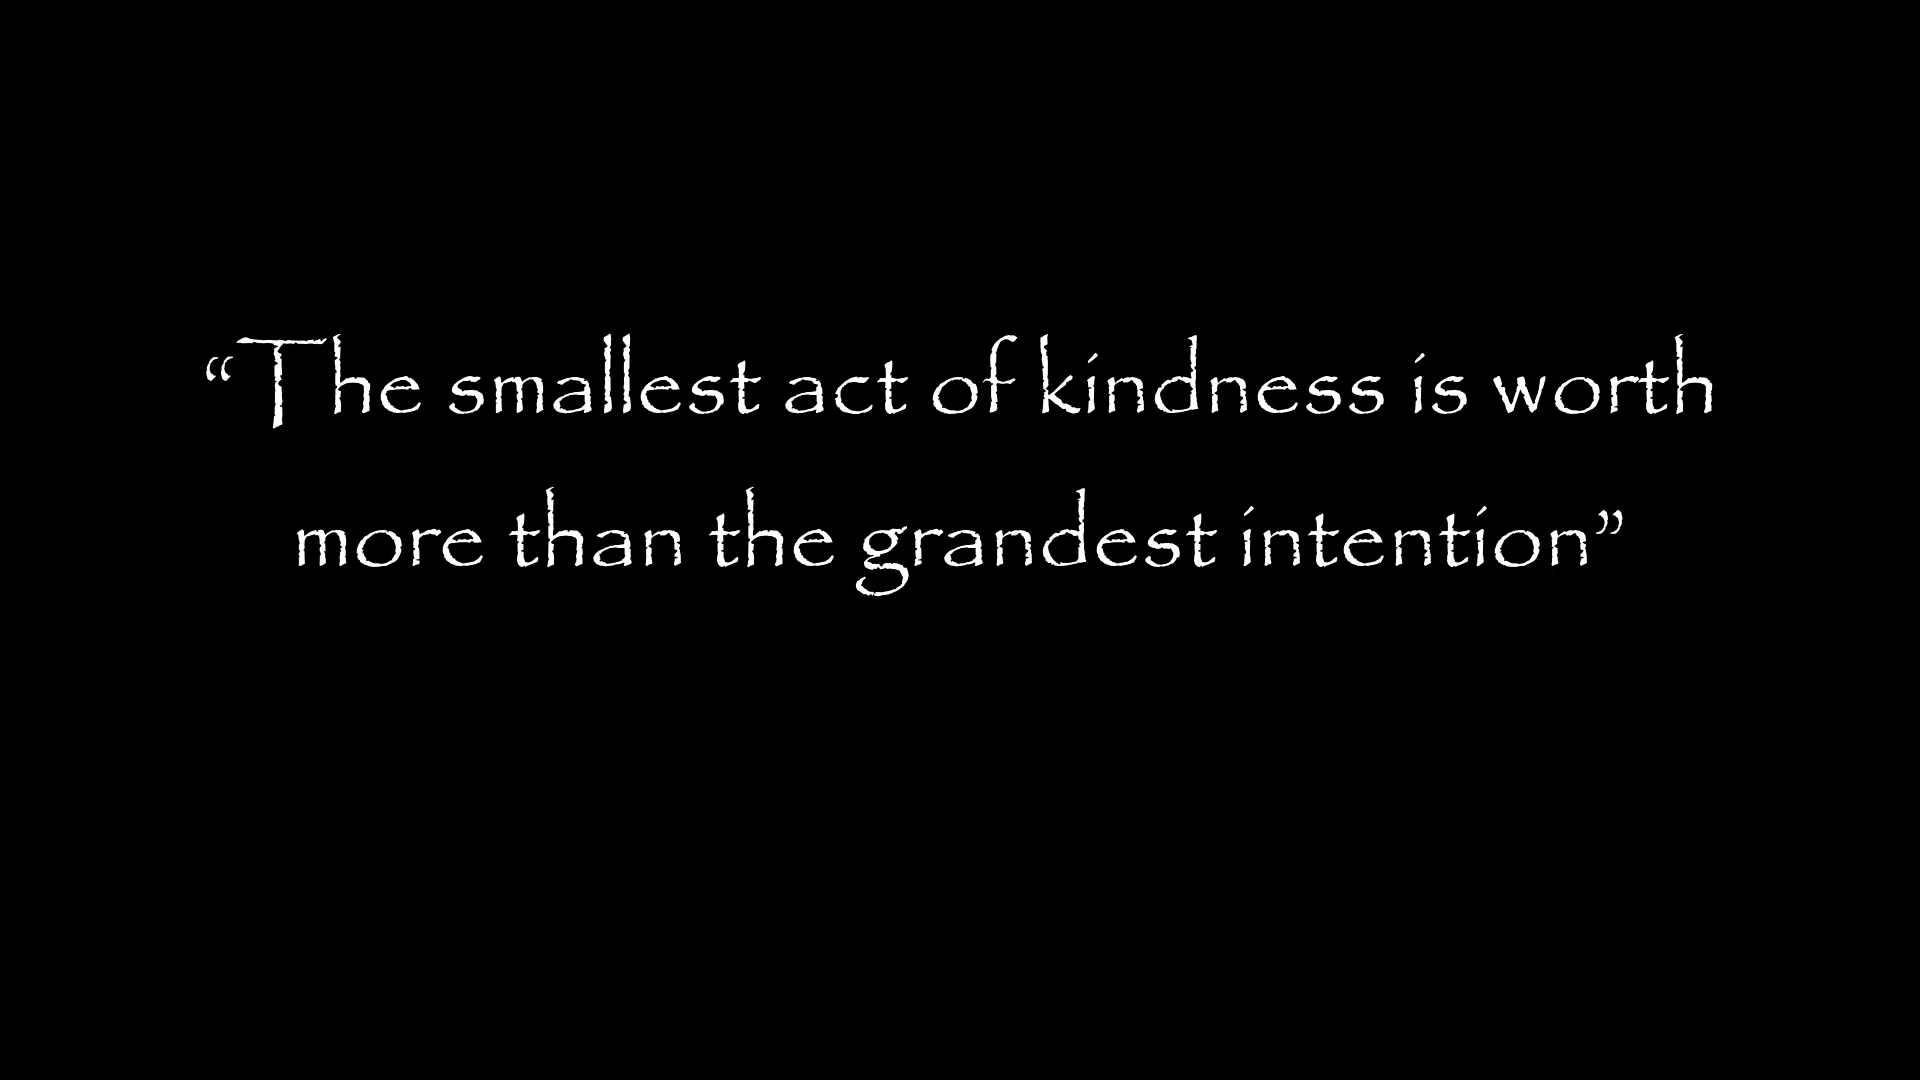 “The smallest act of kindness is worth
more than the grandest intention”